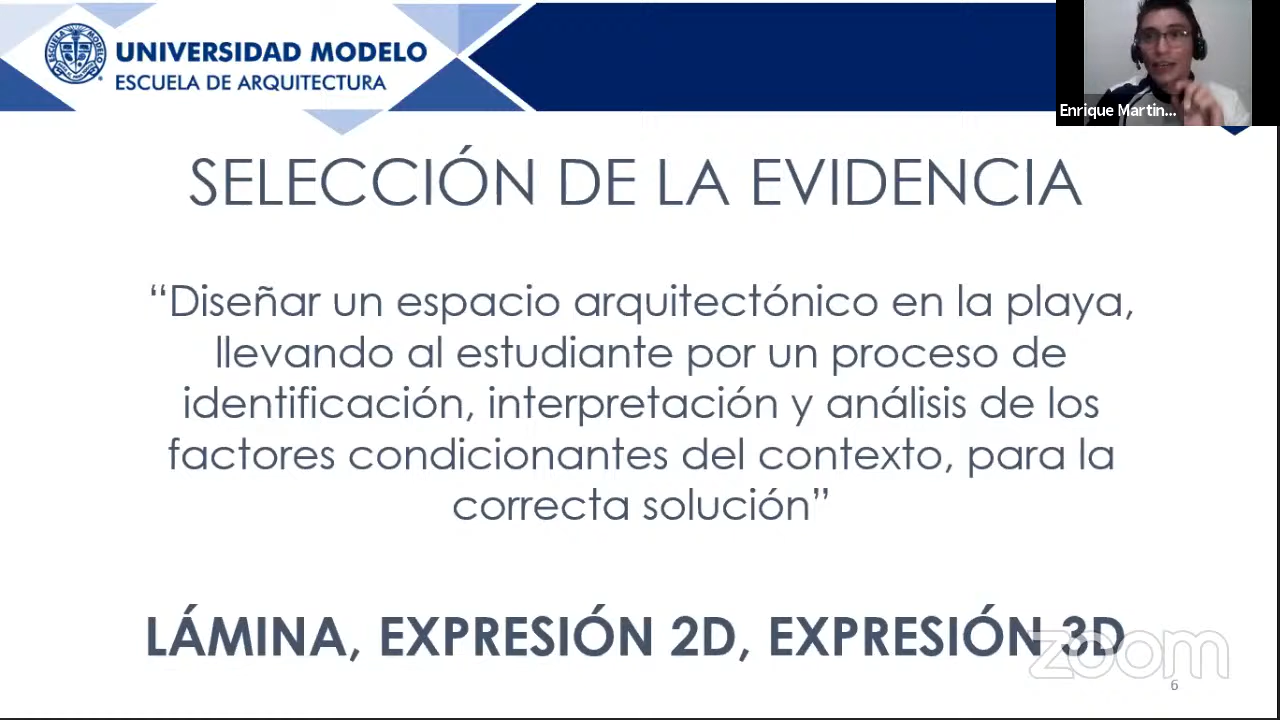 UNIVERSIDAD MODELO
ESCUELA DE ARQUITECTURA
Enrique Martin...
SELECCIÓN DE LA EVIDENCIA
“Diseñar un espacio arquitectónico en la playa,
llevando al estudiante por un proceso de
identificación, interpretación y análisis de los
factores condicionantes del contexto, para la
correcta solución”
LÁMINA, EXPRESIÓN 2D, EXPRESIÓN 3D
zoom
6